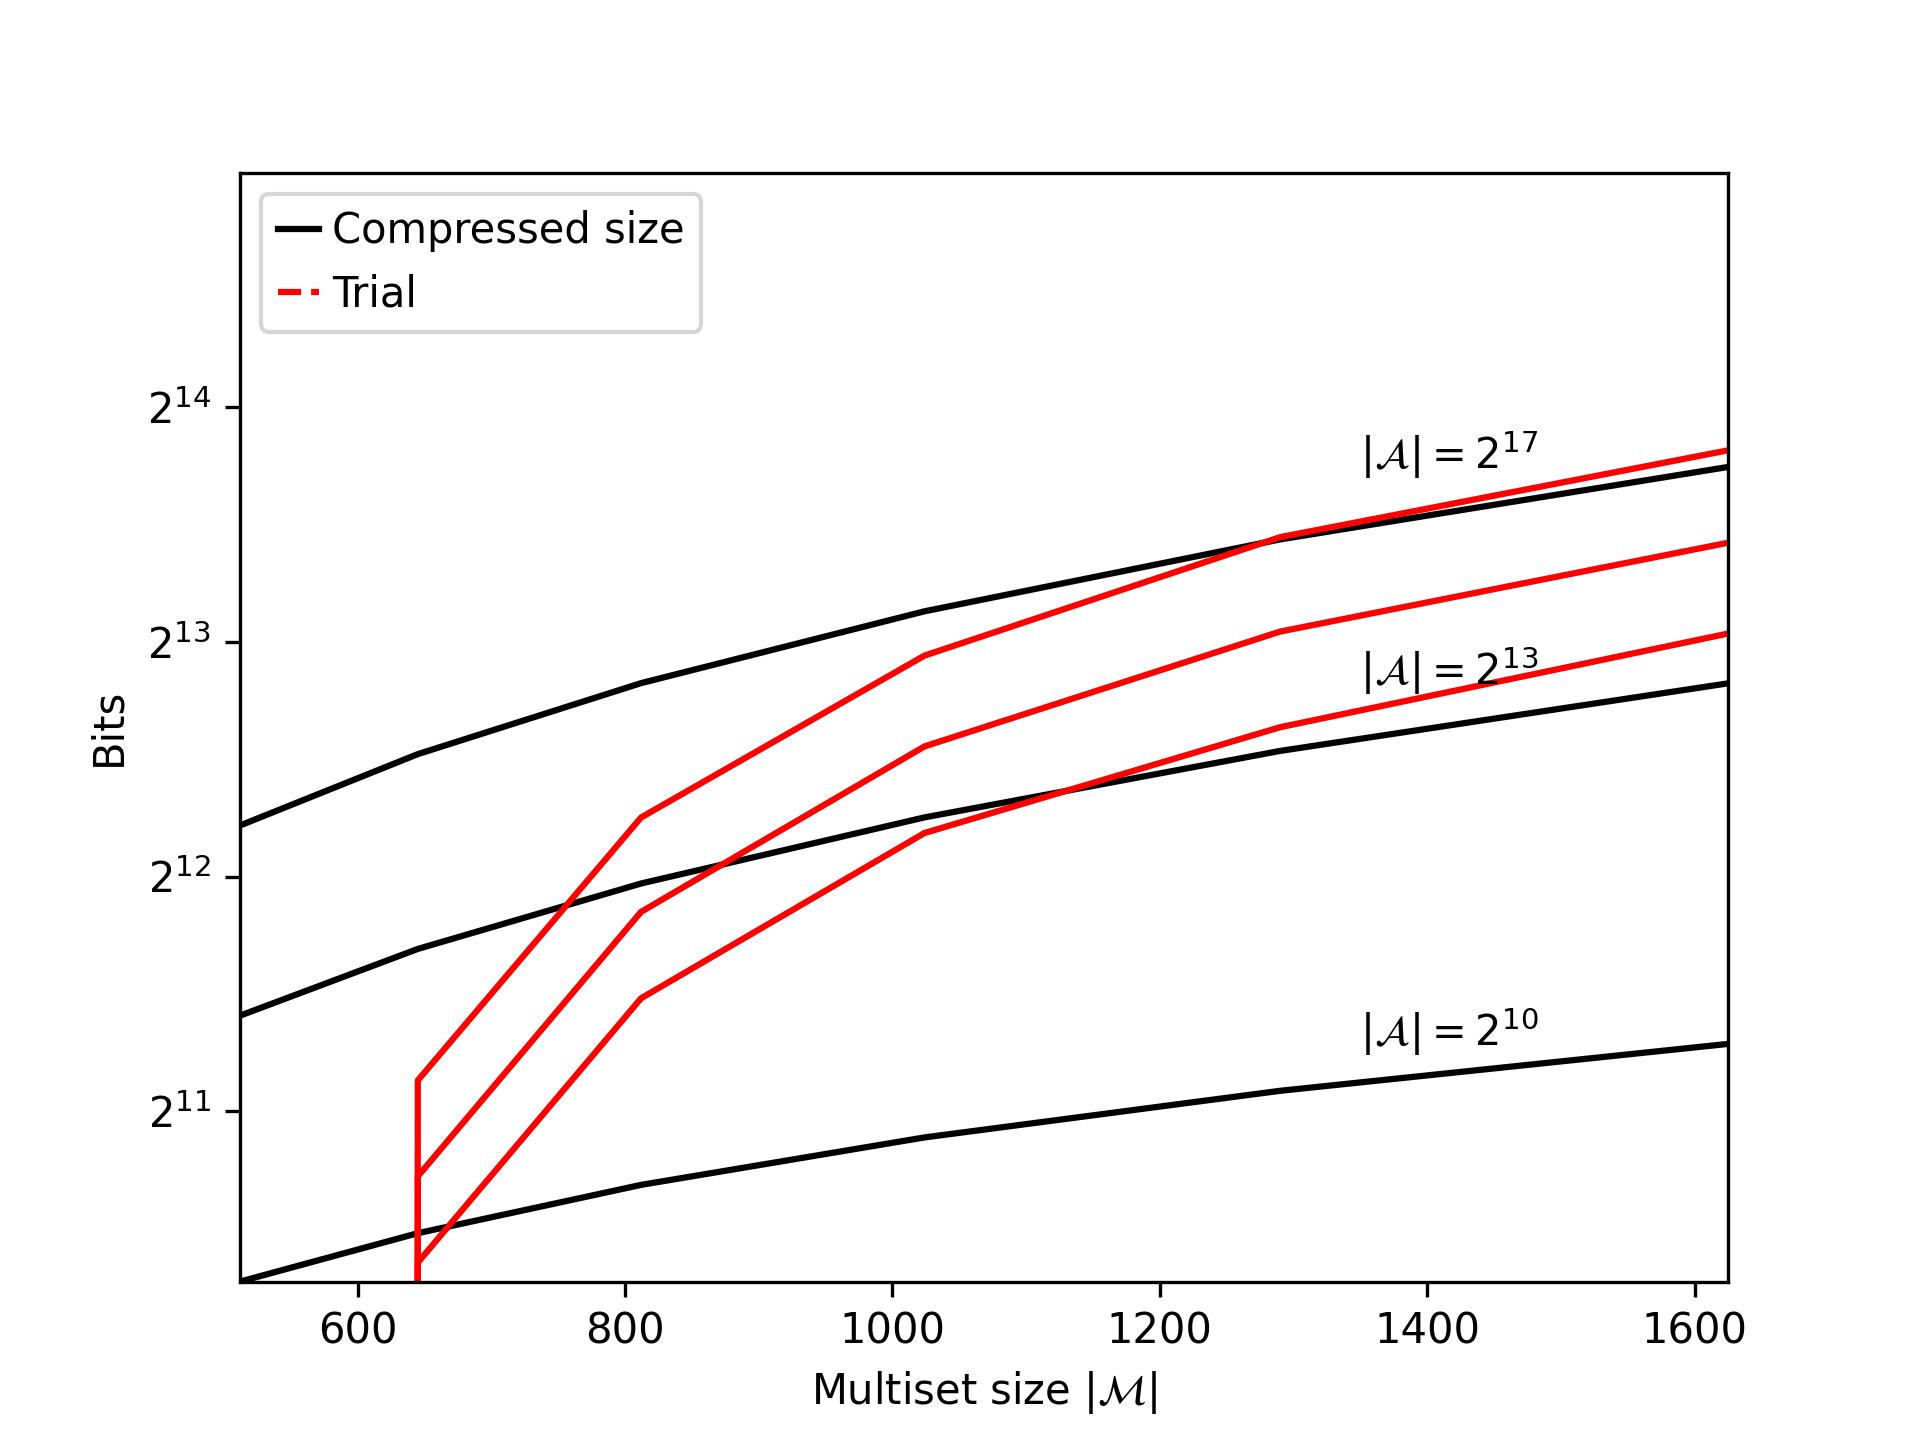 Compressed size
Trial
2^14
2^13
2^12
2^11
Bits
|𝒜| = 2^17
|𝒜| = 2^13
|𝒜| = 2^10
600 800 1000 1200 1400 1600
Multiset size |ℳ|